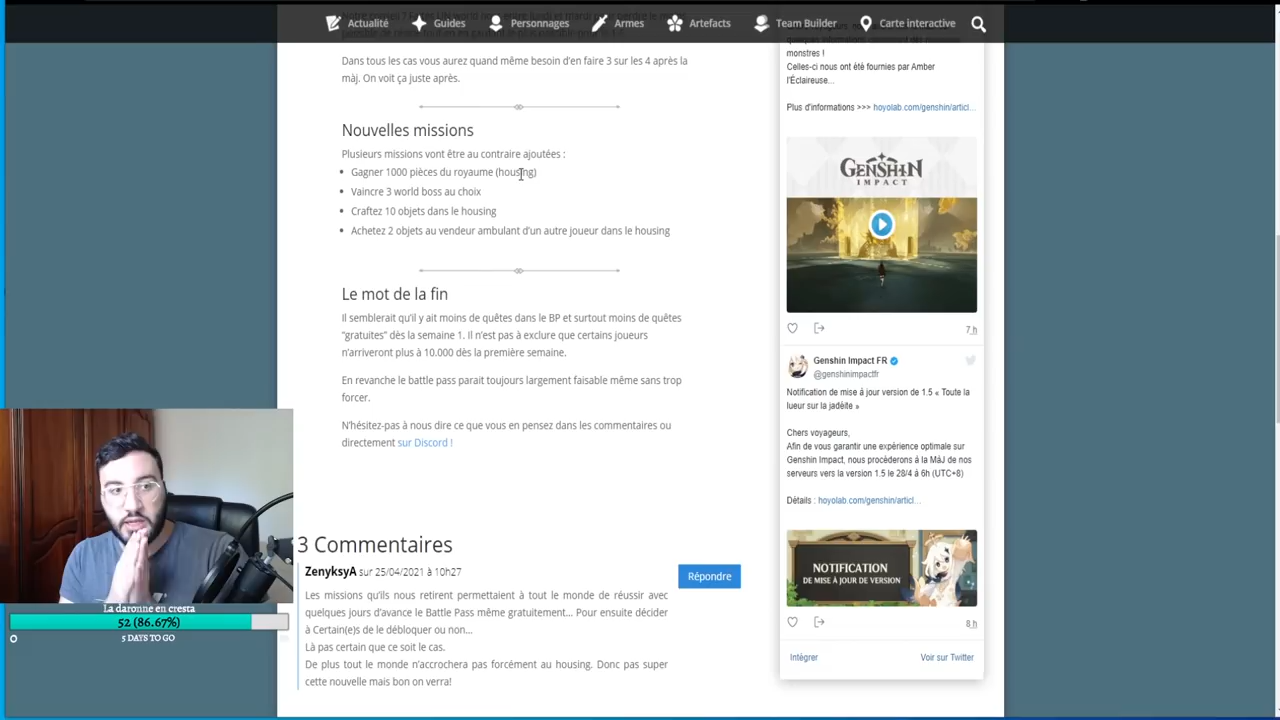 Actualité Guides Personnages Armes Artefacts Team Builder Carte interactive
Dans tous les cas vous aurez quand même besoin d'en faire 3 sur les 4 après la
màj. On voit ça juste après.
Nouvelles missions
Plusieurs missions vont être au contraire ajoutées :
• Gagner 1000 pièces du royaume (housing)
• Vaincre 3 world boss au choix
• Craftez 10 objets dans le housing
• Achetez 2 objets au vendeur ambulant d'un autre joueur dans le housing
Le mot de la fin
Il semblerait qu'il y ait moins de quêtes dans le BP et surtout moins de quêtes
"gratuites" dès la semaine 1. Il n'est pas à exclure que certains joueurs
n'arriveront plus à 10.000 dès la première semaine.
En revanche le battle pass parait toujours largement faisable même sans trop
forcer.
N'hésitez-pas à nous dire ce que vous en pensez dans les commentaires ou
directement sur Discord !
3 Commentaires
ZenyksyA sur 25/04/2021 à 10h27
Répondre
Les missions qu'ils nous retirent permettaient à tout le monde de réussir avec
quelques jours d'avance le Battle Pass même gratuitement... Pour ensuite décider
à Certain(e)s de le débloquer ou non...
Là pas certain que ce soit le cas.
De plus tout le monde n'accrochera pas forcément au housing. Donc pas super
cette nouvelle mais bon on verra!
monstres !
Celles-ci nous ont été fournies par Amber
l'Éclaireuse...
Plus d'informations >>> hoyolab.com/genshin/articl...
GENSHIN
IMPACT
7 h
Genshin Impact FR
@genshinimpactfr
Notification de mise à jour version de 1.5 « Toute la
lueur sur la jadéite »
Chers voyageurs,
Afin de vous garantir une expérience optimale sur
Genshin Impact, nous procéderons à la MàJ de nos
serveurs vers la version 1.5 le 28/4 à 6h (UTC+8)
Détails : hoyolab.com/genshin/articl...
NOTIFICATION
DE MISE À JOUR DE VERSION
8 h
Intégrer Voir sur Twitter
La daronne en cresta
52 (86.67%)
0
5 DAYS TO GO